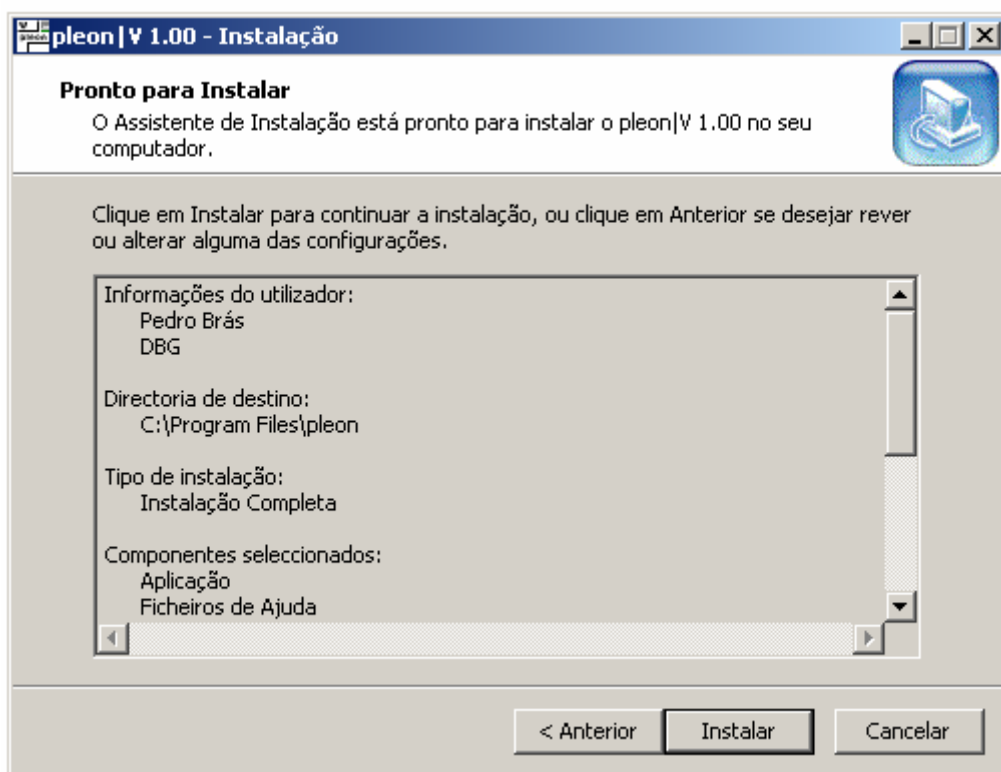 pleon|V 1.00 - Instalação
Pronto para Instalar
O Assistente de Instalação está pronto para instalar o pleon|V 1.00 no seu
computador.
Clique em Instalar para continuar a instalação, ou clique em Anterior se desejar rever
ou alterar alguma das configurações.
Informações do utilizador:
Pedro Brás
DBG
Directoria de destino:
C:\Program Files\pleon
Tipo de instalação:
Instalação Completa
Componentes seleccionados:
Aplicação
Ficheiros de Ajuda
< Anterior
Instalar
Cancelar